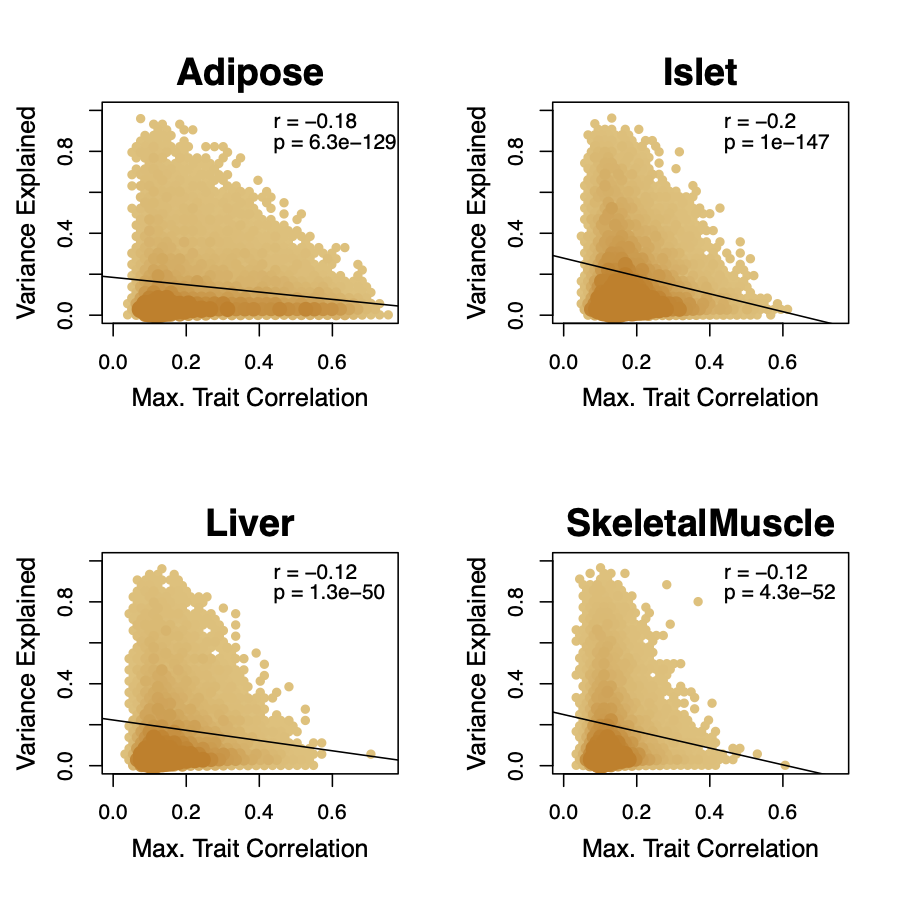 Adipose
r = −0.18
p = 6.3e−129
Variance Explained
0.0
0.4
0.8
0.0 0.2 0.4 0.6
Max. Trait Correlation
Islet
r = −0.2
p = 1e−147
Variance Explained
0.0
0.4
0.8
0.0 0.2 0.4 0.6
Max. Trait Correlation
Liver
r = −0.12
p = 1.3e−50
Variance Explained
0.0
0.4
0.8
0.0 0.2 0.4 0.6
Max. Trait Correlation
SkeletalMuscle
r = −0.12
p = 4.3e−52
Variance Explained
0.0
0.4
0.8
0.0 0.2 0.4 0.6
Max. Trait Correlation